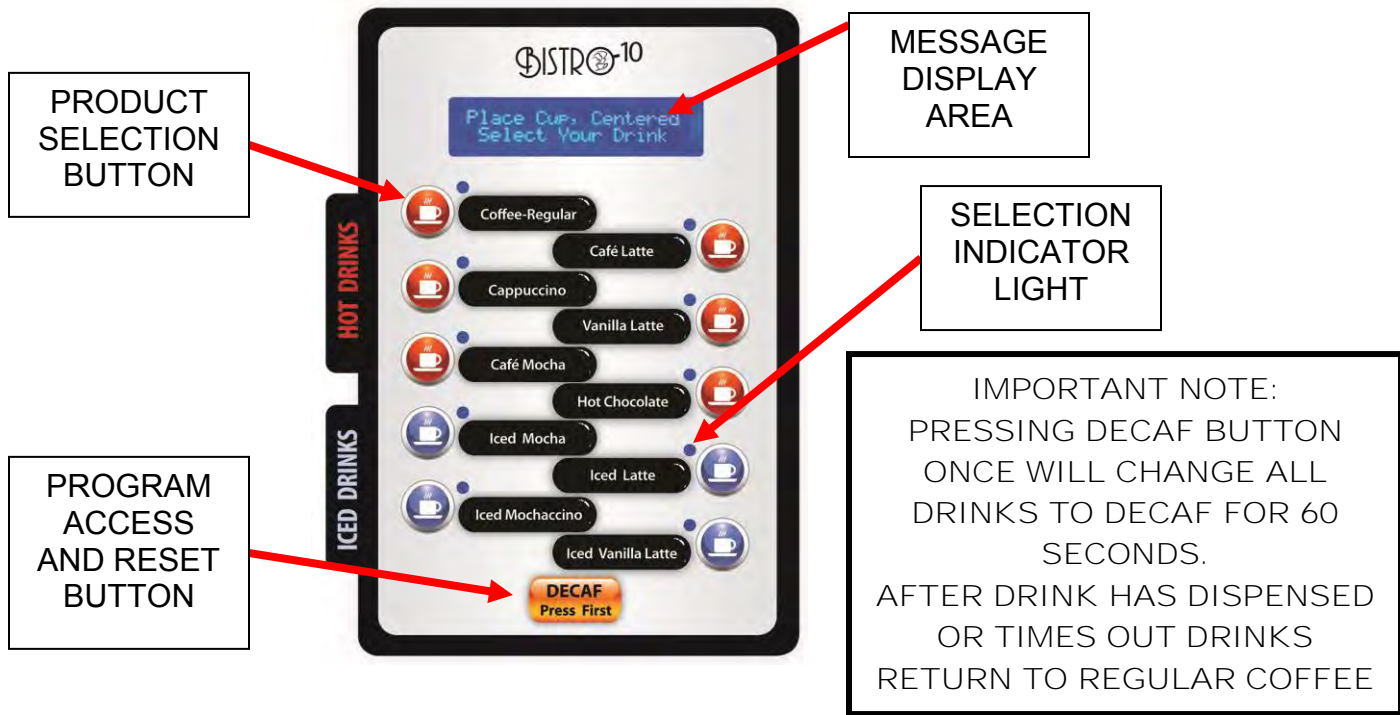 BISTRO-10
Place Cup, Centered
Select Your Drink
PRODUCT
SELECTION
BUTTON
MESSAGE
DISPLAY
AREA
HOT DRINKS
Coffee-Regular
Café Latte
Cappuccino
Vanilla Latte
Café Mocha
Hot Chocolate
SELECTION
INDICATOR
LIGHT
ICED DRINKS
Iced Mocha
Iced Latte
Iced Mochaccino
Iced Vanilla Latte
DECAF
Press First
PROGRAM
ACCESS
AND RESET
BUTTON
IMPORTANT NOTE:
PRESSING DECAF BUTTON
ONCE WILL CHANGE ALL
DRINKS TO DECAF FOR 60
SECONDS.
AFTER DRINK HAS DISPENSED
OR TIMES OUT DRINKS
RETURN TO REGULAR COFFEE